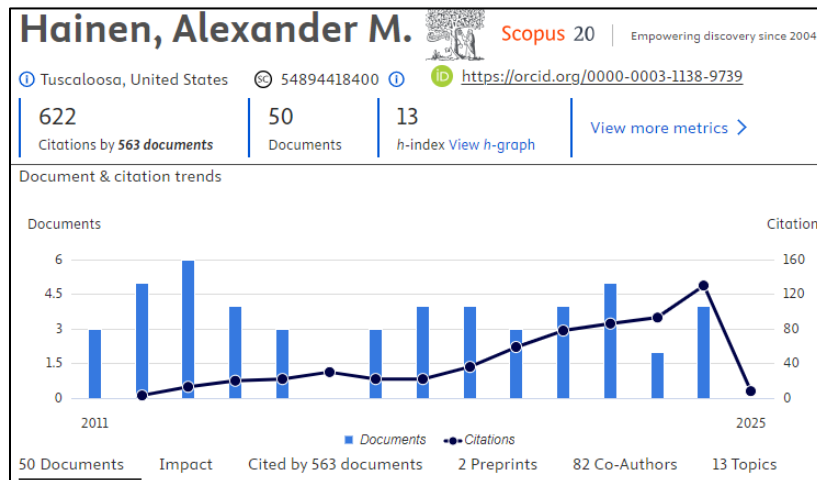 Hainen, Alexander M.
Scopus 20 | Empowering discovery since 2004
Tuscaloosa, United States
SC 54894418400
iD https://orcid.org/0000-0003-1138-9739
622
Citations by 563 documents
50
Documents
13
h-index View h-graph
View more metrics >
Document & citation trends
Documents
Citation
6
4.5
3
1.5
0
160
120
80
40
0
2011
2025
Documents
Citations
50 Documents Impact Cited by 563 documents 2 Preprints 82 Co-Authors 13 Topics